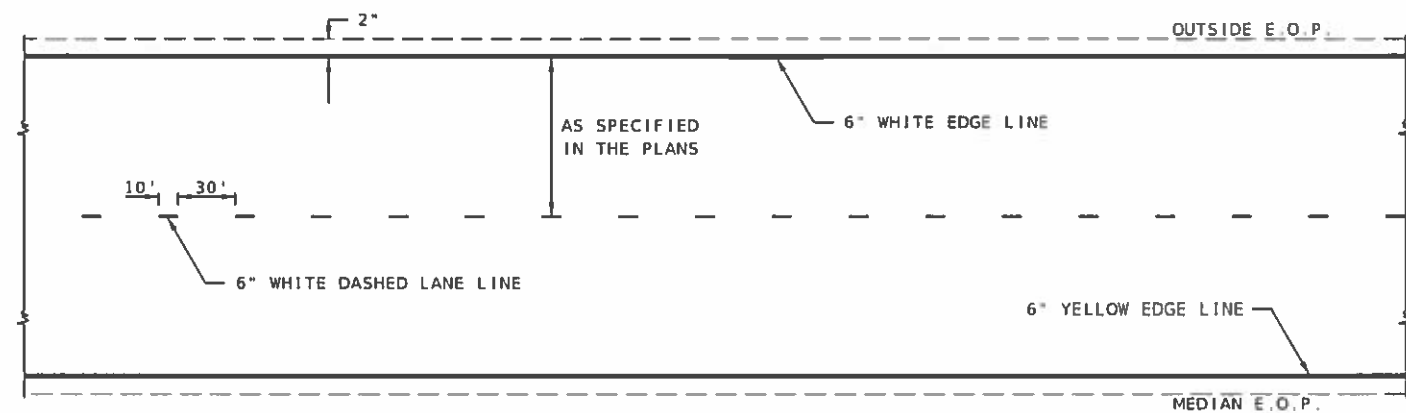 2"
OUTSIDE E.O.P.
6" WHITE EDGE LINE
AS SPECIFIED
IN THE PLANS
10' 30'
6" WHITE DASHED LANE LINE
6" YELLOW EDGE LINE
MEDIAN E.O.P.